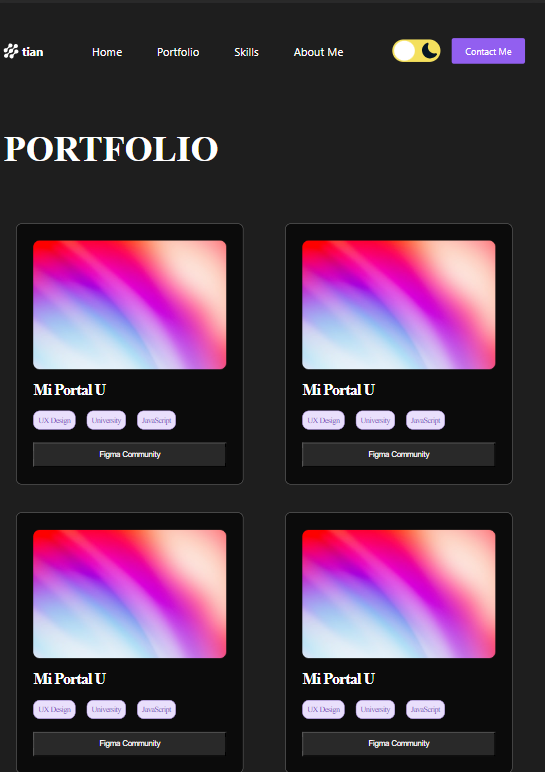 tian Home Portfolio Skills About Me Contact Me
PORTFOLIO
Mi Portal U Mi Portal U
UX Design University JavaScript UX Design University JavaScript
Figma Community Figma Community
Mi Portal U Mi Portal U
UX Design University JavaScript UX Design University JavaScript
Figma Community Figma Community